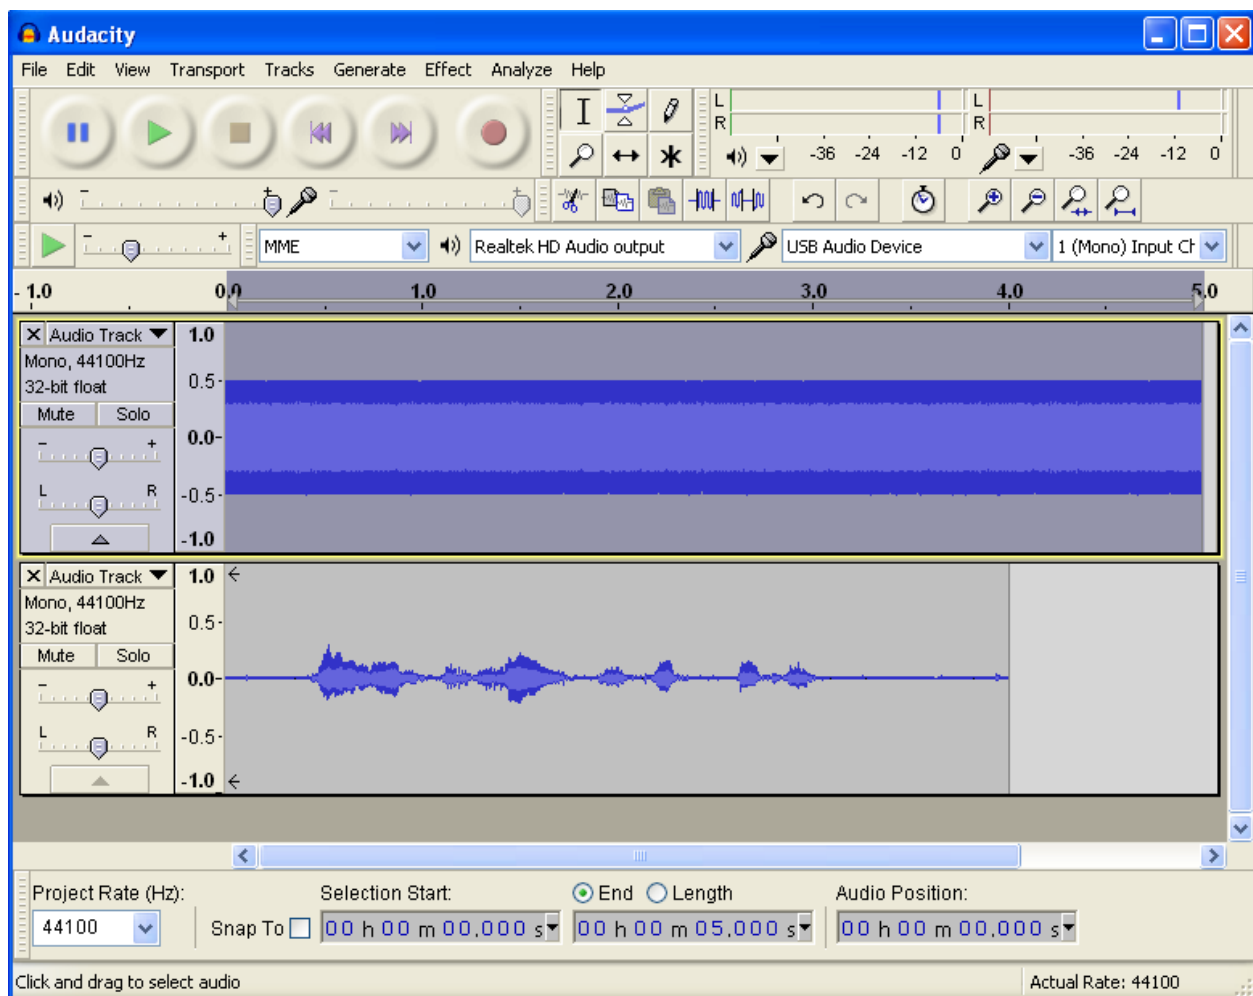 Audacity
File Edit View Transport Tracks Generate Effect Analyze Help
L
R
-36 -24 -12 0
L
R
-36 -24 -12 0
- +
MME
Realtek HD Audio output
USB Audio Device
1 (Mono) Input Ch
- 1.0 0.0 1.0 2.0 3.0 4.0 5.0
X Audio Track
Mono, 44100Hz
32-bit float
Mute Solo
- +
L R
1.0
0.5
0.0
-0.5
-1.0
X Audio Track
Mono, 44100Hz
32-bit float
Mute Solo
- +
L R
1.0
0.5
0.0
-0.5
-1.0
Project Rate (Hz): Selection Start: End Length Audio Position:
44100 Snap To 00 h 00 m 00.000 s 00 h 00 m 05.000 s 00 h 00 m 00.000 s
Click and drag to select audio Actual Rate: 44100